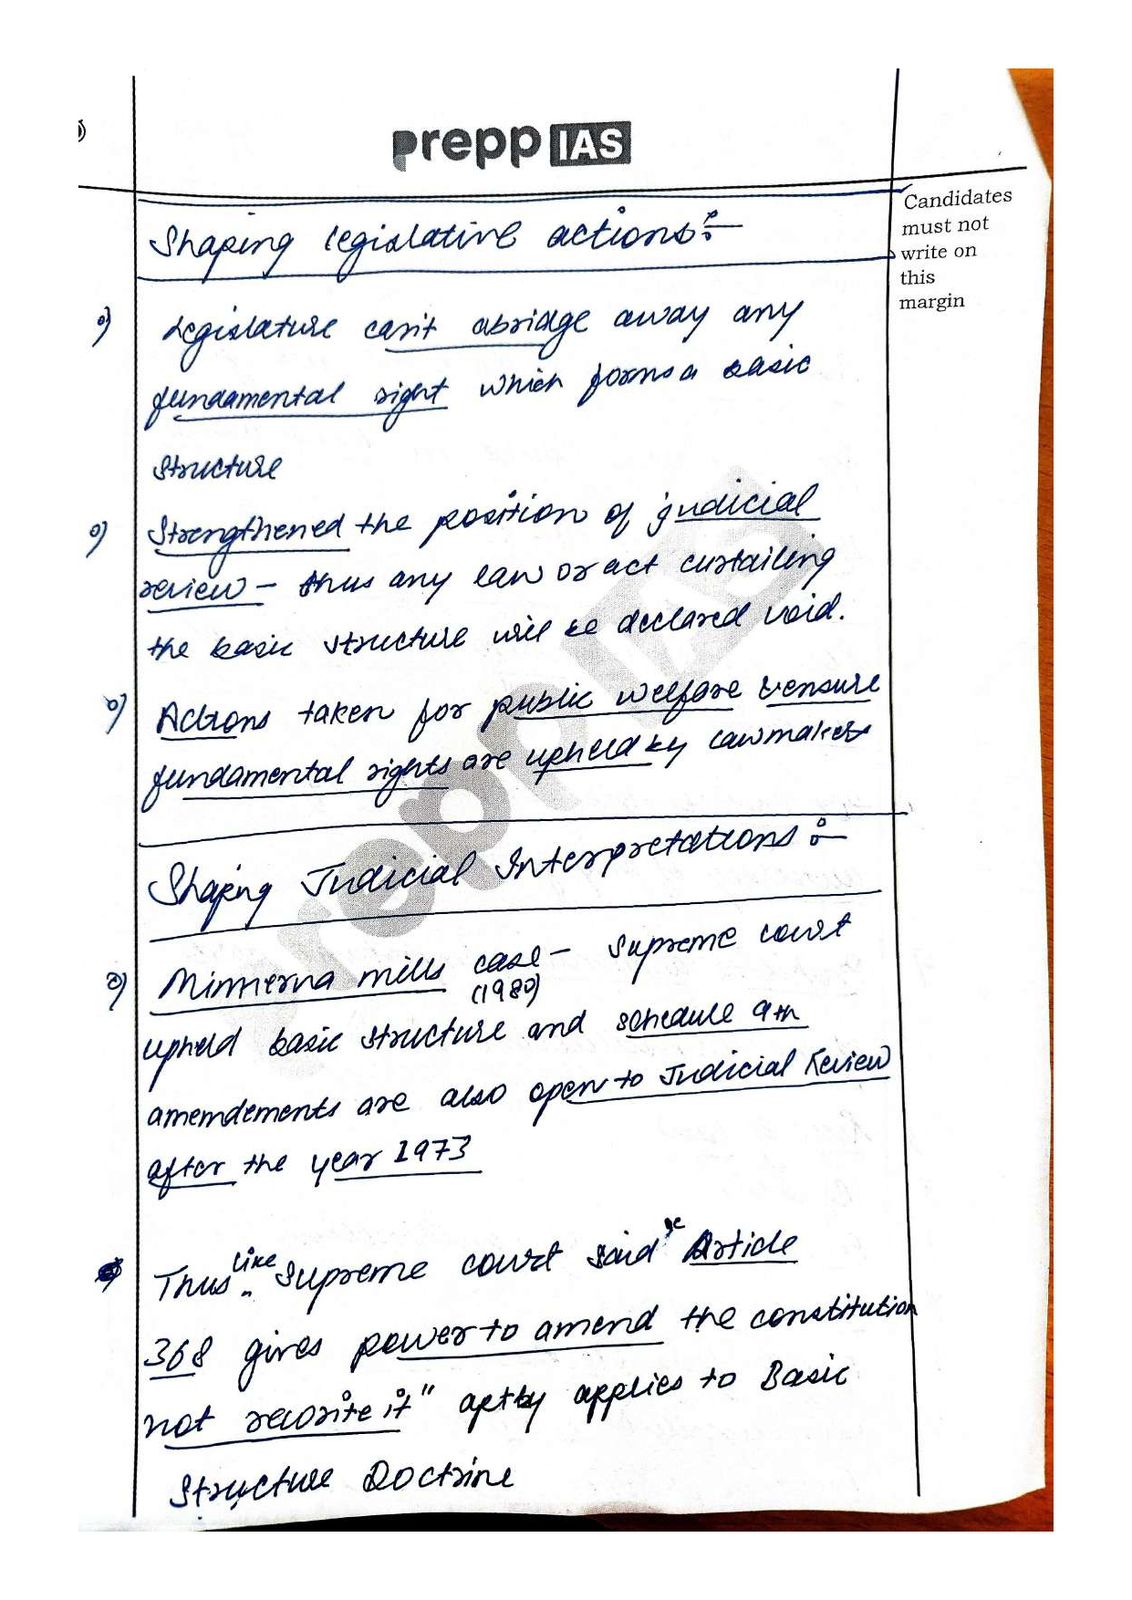 prepp IAS
Candidates
must not
write on
this
margin
Shaping legislative actions:-
Legislature can't abridge away any
fundamental right which forms a basic
structure
Strengthened the position of judicial
review - thus any law or act curtailing
the basic structure will be declared void.
Actions taken for public welfare & ensure
fundamental rights are upheld by lawmakers
Shaping Judicial Interpretations:-
Minnerva mills case - Supreme court
(1980)
upheld basic structure and schedule 9th
amemdements are also open to Judicial Review
after the year 1973
Thus like Supreme court said "Article
368 gives power to amend the constitution
not rewrite it" aptly applies to Basic
Structure Doctrine
prepp IAS